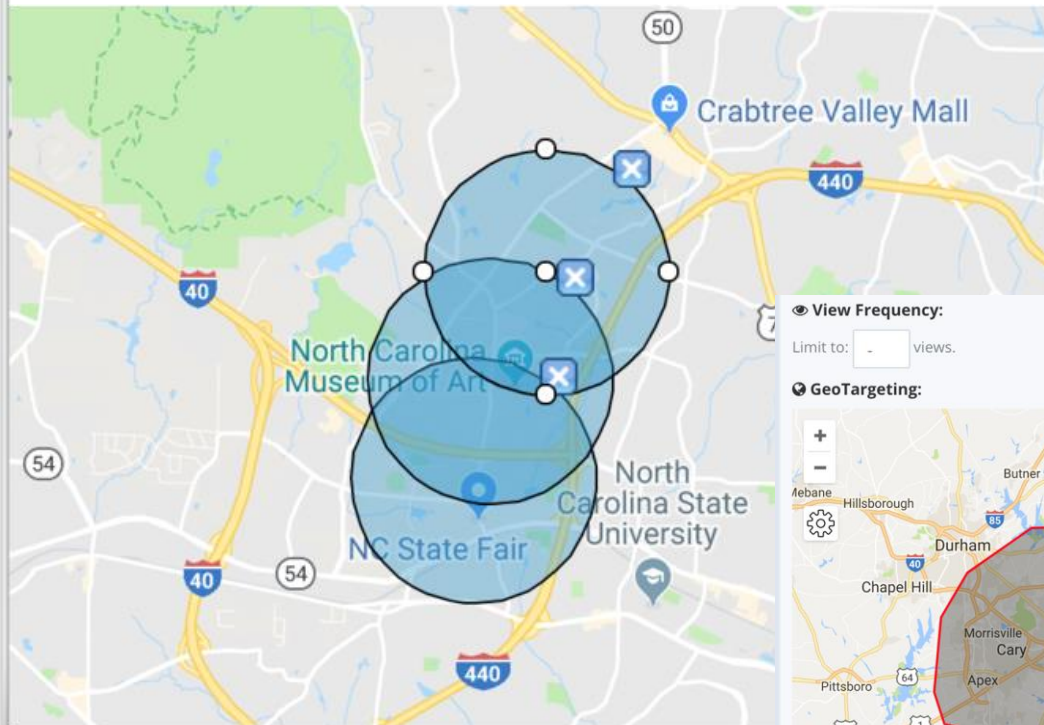 50
Crabtree Valley Mall
440
40
7
View Frequency:
Limit to: - views.
GeoTargeting:
North Carolina
Museum of Art
+
−
54
North
Carolina State
University
Mebane
Hillsborough
Butner
85
Durham
NC State Fair
40
54
40
Chapel Hill
Morrisville
Cary
440
64
Apex
Pittsboro
1